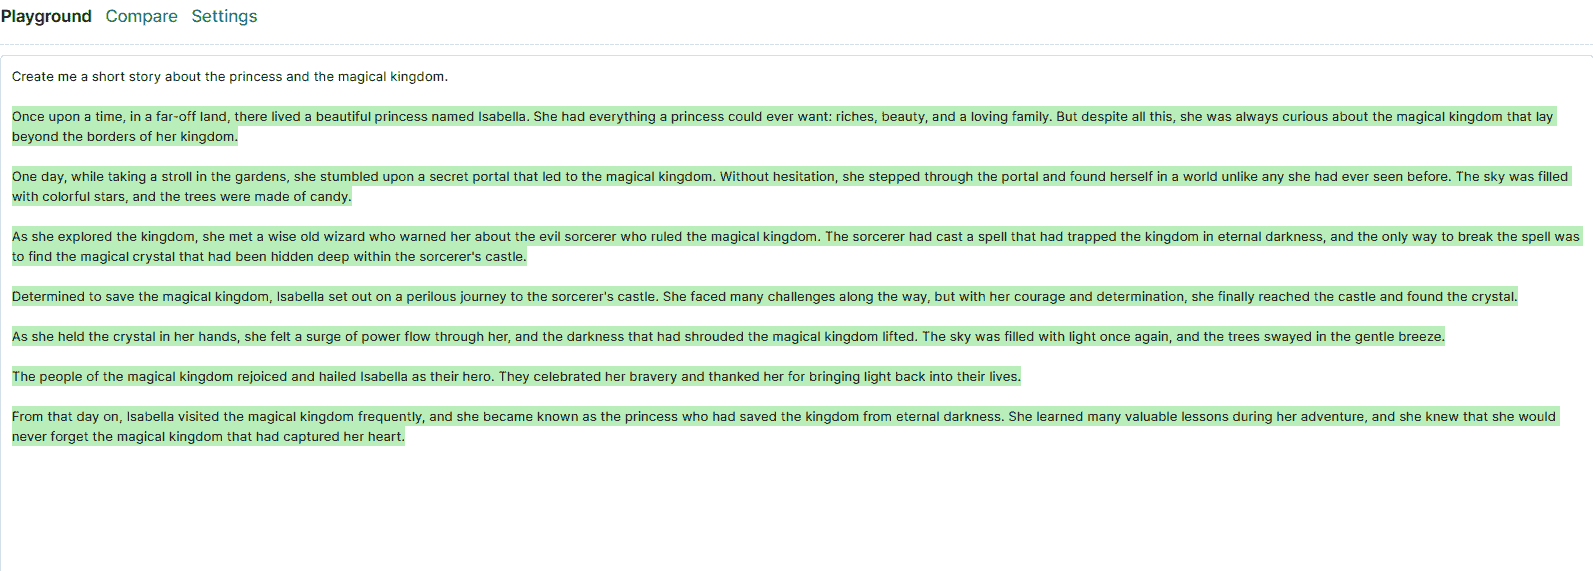 Playground Compare Settings
Create me a short story about the princess and the magical kingdom.
Once upon a time, in a far-off land, there lived a beautiful princess named Isabella. She had everything a princess could ever want: riches, beauty, and a loving family. But despite all this, she was always curious about the magical kingdom that lay
beyond the borders of her kingdom.
One day, while taking a stroll in the gardens, she stumbled upon a secret portal that led to the magical kingdom. Without hesitation, she stepped through the portal and found herself in a world unlike any she had ever seen before. The sky was filled
with colorful stars, and the trees were made of candy.
As she explored the kingdom, she met a wise old wizard who warned her about the evil sorcerer who ruled the magical kingdom. The sorcerer had cast a spell that had trapped the kingdom in eternal darkness, and the only way to break the spell was
to find the magical crystal that had been hidden deep within the sorcerer's castle.
Determined to save the magical kingdom, Isabella set out on a perilous journey to the sorcerer's castle. She faced many challenges along the way, but with her courage and determination, she finally reached the castle and found the crystal.
As she held the crystal in her hands, she felt a surge of power flow through her, and the darkness that had shrouded the magical kingdom lifted. The sky was filled with light once again, and the trees swayed in the gentle breeze.
The people of the magical kingdom rejoiced and hailed Isabella as their hero. They celebrated her bravery and thanked her for bringing light back into their lives.
From that day on, Isabella visited the magical kingdom frequently, and she became known as the princess who had saved the kingdom from eternal darkness. She learned many valuable lessons during her adventure, and she knew that she would
never forget the magical kingdom that had captured her heart.